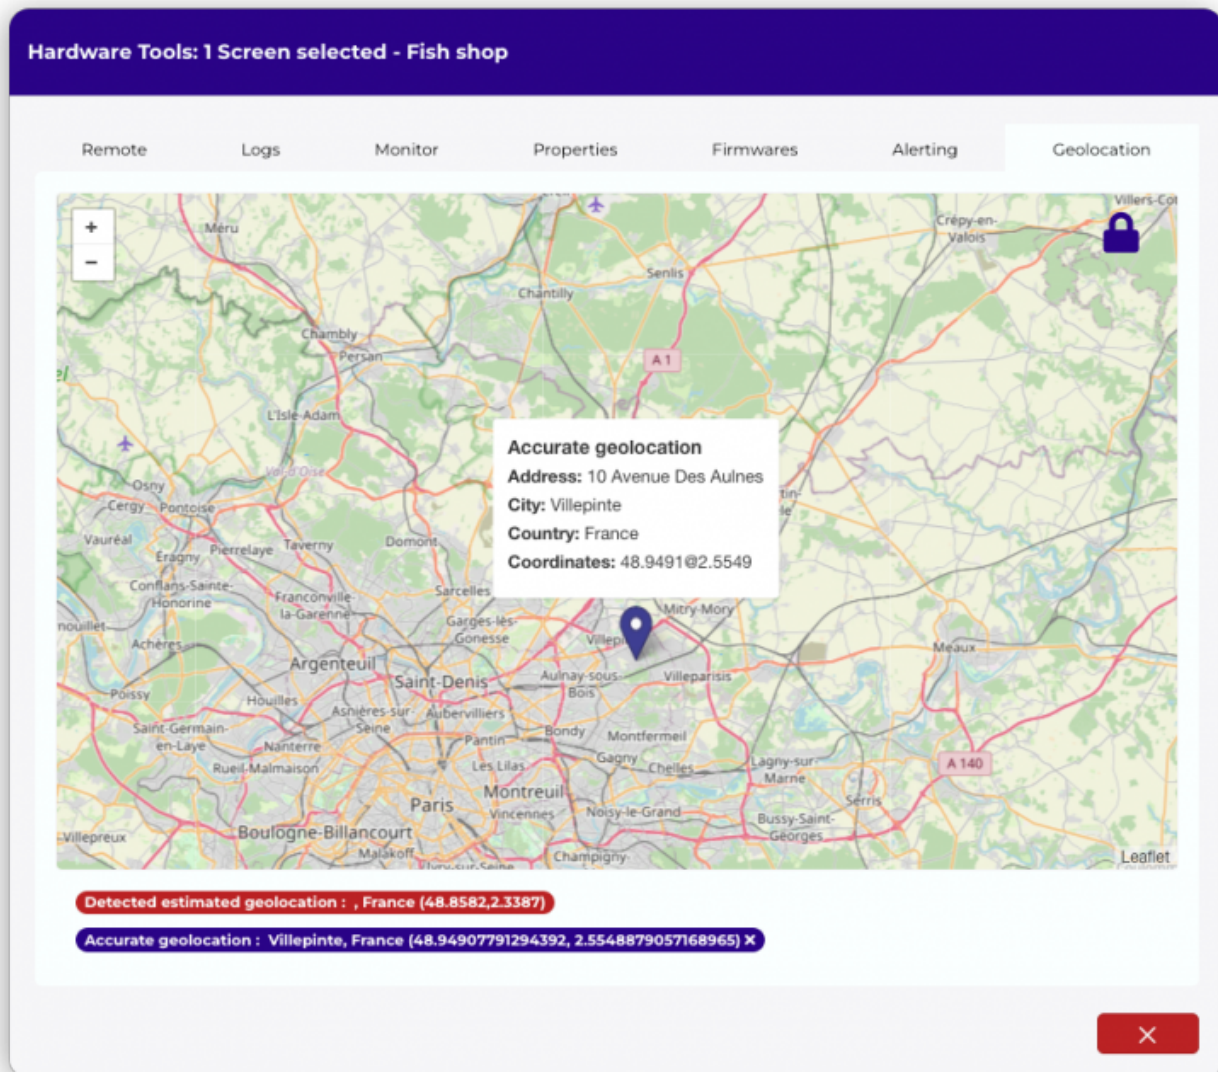 Hardware Tools: 1 Screen selected - Fish shop
Remote
Logs
Monitor
Properties
Firmwares
Alerting
Geolocation
+
−
Méru
Crépy-en-
Valois
Senlis
Chantilly
Chambly
Persan
A 1
L'Isle-Adam
Val-d'Oise
Accurate geolocation
Address: 10 Avenue Des Aulnes
City: Villepinte
Country: France
Coordinates: 48.9491@2.5549
Osny
Cergy
Pontoise
Vauréal
Éragny
Pierrelaye
Taverny
Domont
Conflans-Sainte-
Honorine
Franconville-
la-Garenne
Sarcelles
Garges-lès-
Gonesse
Mitry-Mory
Achères
Argenteuil
Saint-Denis
Aulnay-sous-
Bois
Villeparisis
Meaux
Poissy
Houilles
Asnières-sur-
Seine
Aubervilliers
Saint-Germain-
en-Laye
Nanterre
Pantin
Bondy
Montfermeil
Rueil-Malmaison
Les Lilas
Gagny
Chelles
Lagny-sur-
Marne
A 140
Paris
Montreuil
Vincennes
Noisy-le-Grand
Serris
Bussy-Saint-
Georges
Villepreux
Boulogne-Billancourt
Malakoff
Champigny-
Leaflet
Detected estimated geolocation : , France (48.8582,2.3387)
Accurate geolocation : Villepinte, France (48.94907791294392, 2.5548879057168965) ×